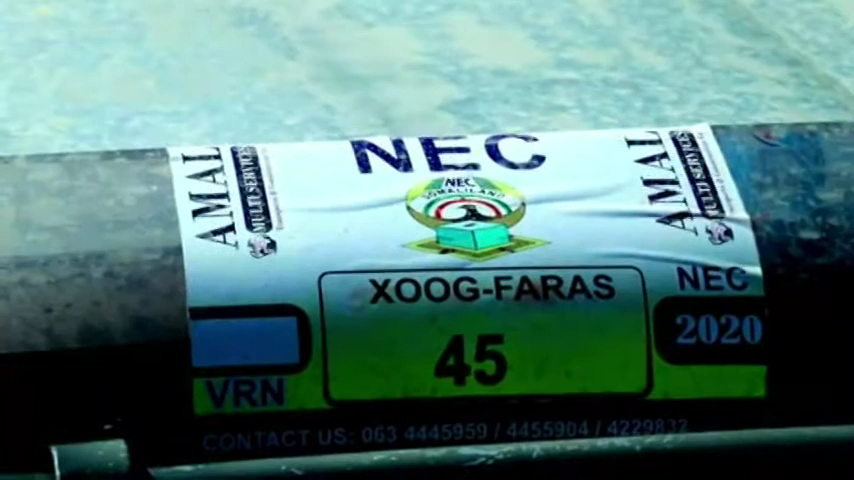 NEC
AMAL
MULTI SERVICES
NEC
SOMALILAND
AMAL
MULTI SERVICES
XOOG-FARAS
45
VRN
NEC
2020
CONTACT US: 063 4445959 / 4455904 / 4229832